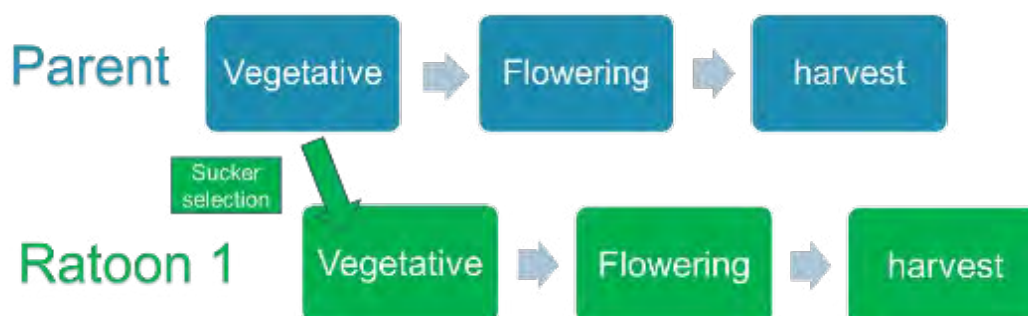 Parent
Vegetative
Flowering
harvest
Sucker
selection
Ratoon 1
Vegetative
Flowering
harvest